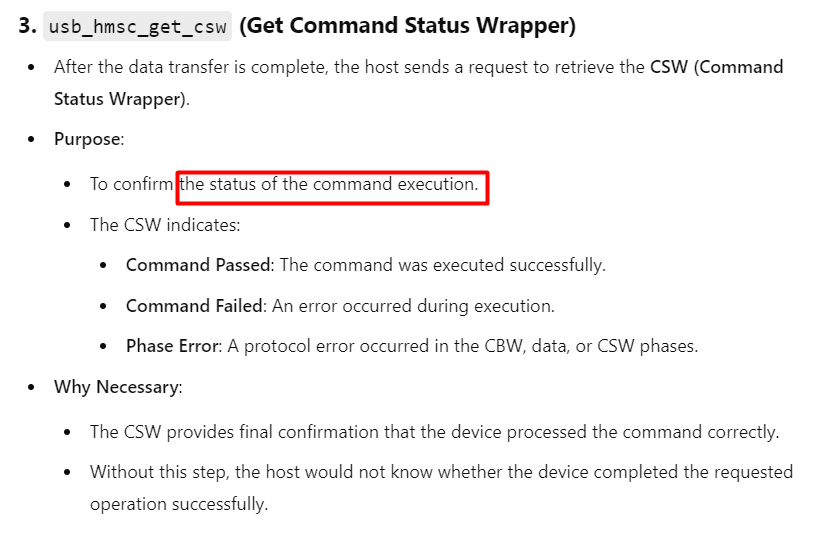 3. usb_hmsc_get_csw (Get Command Status Wrapper)
• After the data transfer is complete, the host sends a request to retrieve the CSW (Command
Status Wrapper).
• Purpose:
• To confirm the status of the command execution.
• The CSW indicates:
• Command Passed: The command was executed successfully.
• Command Failed: An error occurred during execution.
• Phase Error: A protocol error occurred in the CBW, data, or CSW phases.
• Why Necessary:
• The CSW provides final confirmation that the device processed the command correctly.
• Without this step, the host would not know whether the device completed the requested
operation successfully.